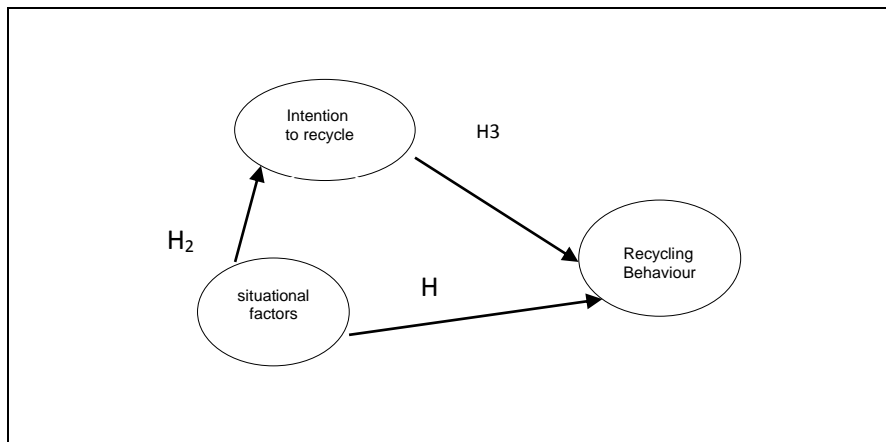 Intention
to recycle
H3
H₂
Recycling
Behaviour
situational
factors
H